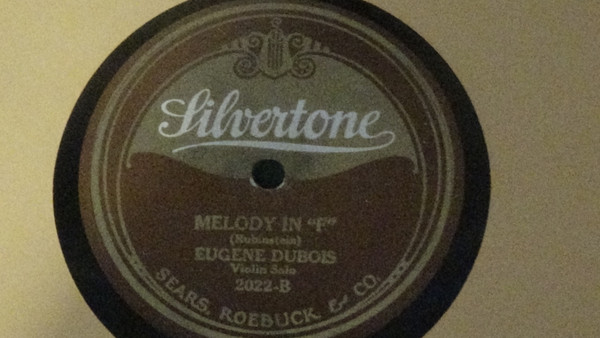 Silvertone
MELODY IN "F"
(Rubinstein)
EUGENE DUBOIS
Violin Solo
2022-B
SEARS, ROEBUCK & CO.